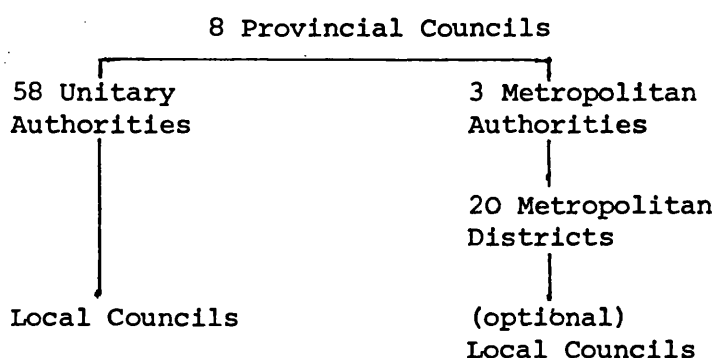 8 Provincial Councils
58 Unitary
Authorities
3 Metropolitan
Authorities
20 Metropolitan
Districts
Local Councils
(optional)
Local Councils